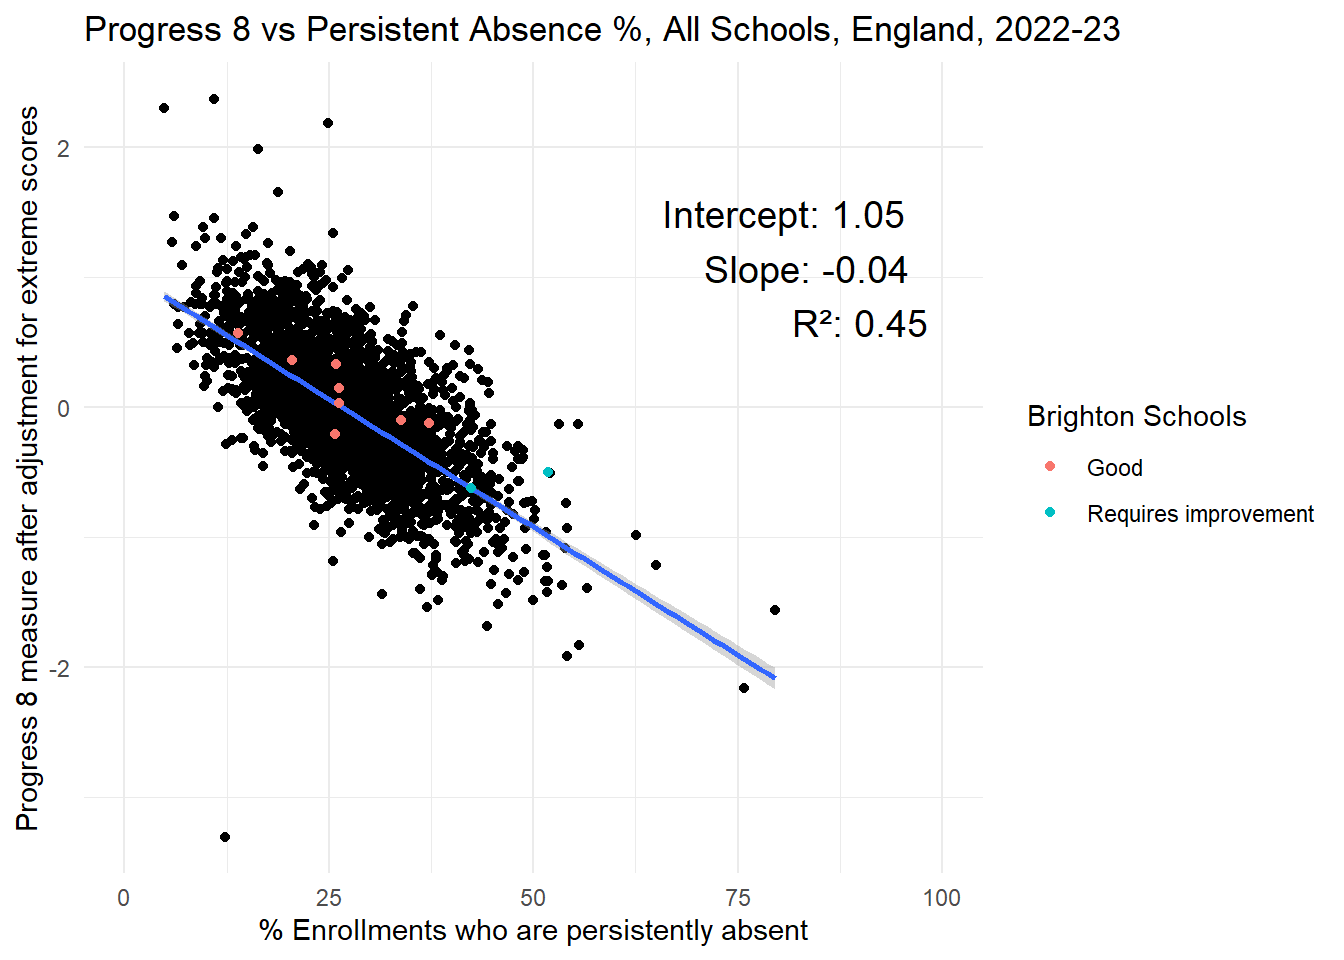 Progress 8 vs Persistent Absence %, All Schools, England, 2022-23
Progress 8 measure after adjustment for extreme scores
2
0
-2
Intercept: 1.05
Slope: -0.04
R²: 0.45
Brighton Schools
Good
Requires improvement
0 25 50 75 100
% Enrollments who are persistently absent